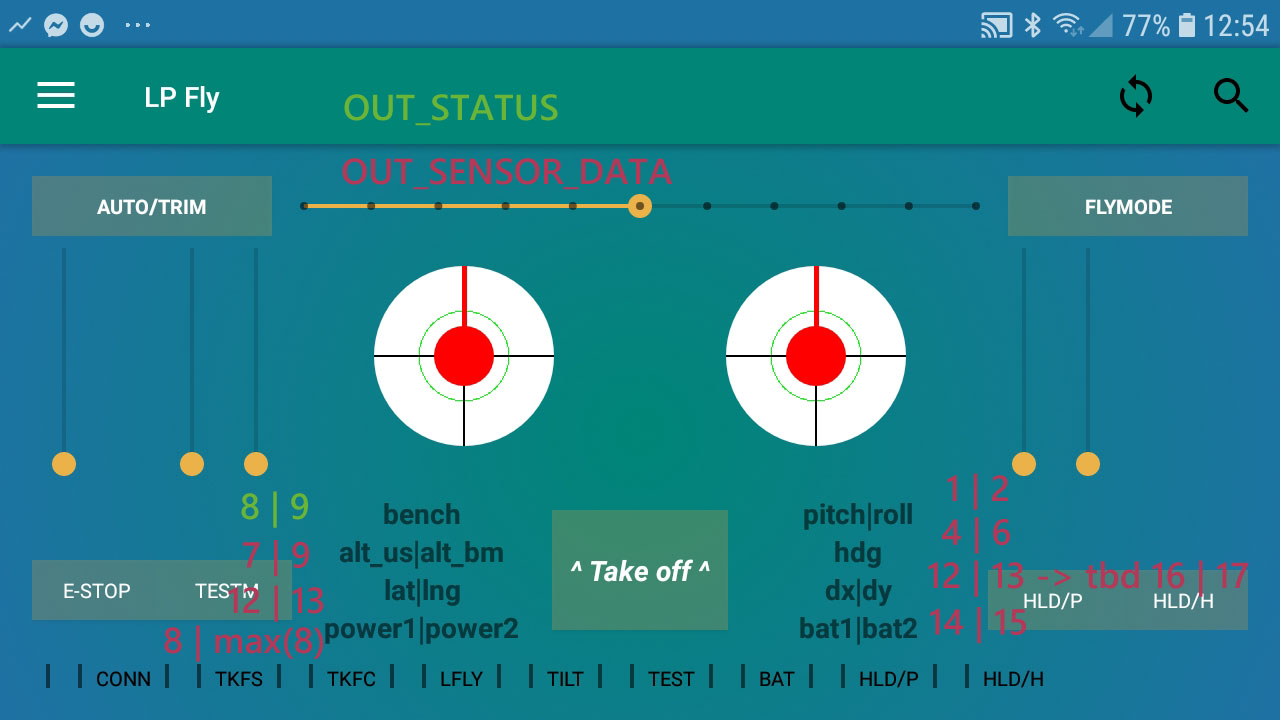 77% 12:54
LP Fly
OUT_STATUS
OUT_SENSOR_DATA
AUTO/TRIM
FLYMODE
8 | 9
bench
pitch|roll
1 | 2
7 | 9
alt_us|alt_bm
hdg
4 | 6
E-STOP
TESTM
12 | 13
lat|lng
^ Take off ^
dx|dy
12 | 13 -> tbd 16 | 17
HLD/P
HLD/H
8 | max(8)
power1|power2
bat1|bat2
14 | 15
CONN TKFS TKFC LFLY TILT TEST BAT HLD/P HLD/H